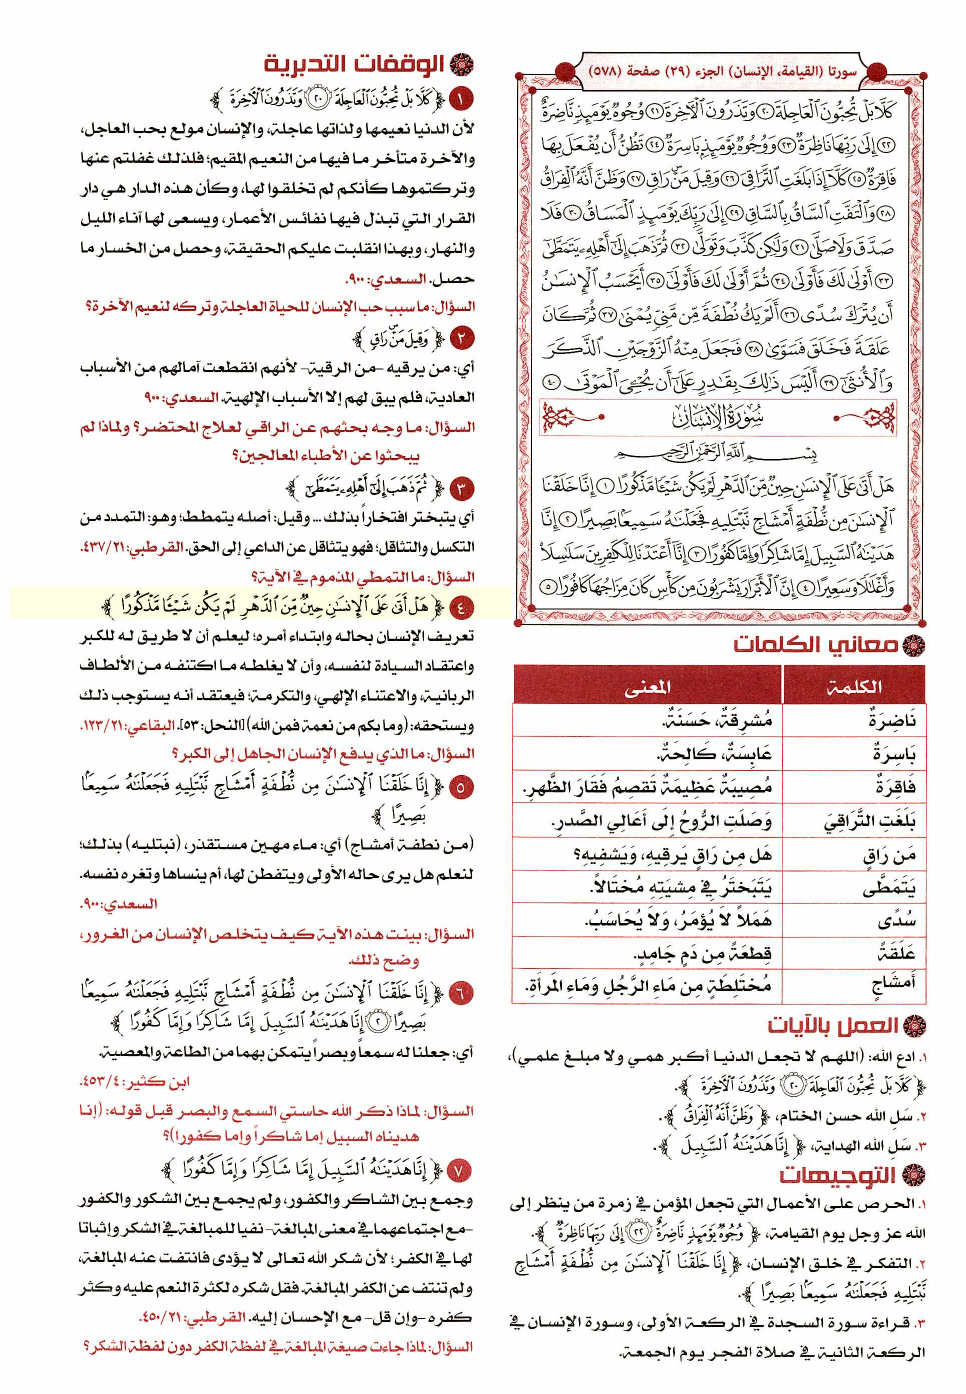 سورتا (القيامة، الإنسان) الجزء (٢٩) صفحة (٥٧٨)
كَلَّا بَلْ تُحِبُّونَ الْعَاجِلَةَ ٢٠ وَتَذَرُونَ الْآخِرَةَ ٢١ وُجُوهٌ يَوْمَئِذٍ نَاضِرَةٌ
٢٢ إِلَىٰ رَبِّهَا نَاظِرَةٌ ٢٣ وَوُجُوهٌ يَوْمَئِذٍ بَاسِرَةٌ ٢٤ تَظُنُّ أَنْ يُفْعَلَ بِهَا
فَاقِرَةٌ ٢٥ كَلَّا إِذَا بَلَغَتِ التَّرَاقِيَ ٢٦ وَقِيلَ مَنْ رَاقٍ ٢٧ وَظَنَّ أَنَّهُ الْفِرَاقُ
٢٨ وَالْتَفَّتِ السَّاقُ بِالسَّاقِ ٢٩ إِلَىٰ رَبِّكَ يَوْمَئِذٍ الْمَسَاقُ ٣٠ فَلَا
صَدَّقَ وَلَا صَلَّىٰ ٣١ وَلَٰكِنْ كَذَّبَ وَتَوَلَّىٰ ٣٢ ثُمَّ ذَهَبَ إِلَىٰ أَهْلِهِ يَتَمَطَّىٰ
٣٣ أَوْلَىٰ لَكَ فَأَوْلَىٰ ٣٤ ثُمَّ أَوْلَىٰ لَكَ فَأَوْلَىٰ ٣٥ أَيَحْسَبُ الْإِنْسَانُ
أَنْ يُتْرَكَ سُدًى ٣٦ أَلَمْ يَكُ نُطْفَةً مِنْ مَنِيٍّ يُمْنَىٰ ٣٧ ثُمَّ كَانَ
عَلَقَةً فَخَلَقَ فَسَوَّىٰ ٣٨ فَجَعَلَ مِنْهُ الزَّوْجَيْنِ الذَّكَرَ
وَالْأُنْثَىٰ ٣٩ أَلَيْسَ ذَٰلِكَ بِقَادِرٍ عَلَىٰ أَنْ يُحْيِيَ الْمَوْتَىٰ ٤٠
سُورَةُ الْإِنْسَانِ
بِسْمِ اللَّهِ الرَّحْمَٰنِ الرَّحِيمِ
هَلْ أَتَىٰ عَلَى الْإِنْسَانِ حِينٌ مِنَ الدَّهْرِ لَمْ يَكُنْ شَيْئًا مَذْكُورًا ١ إِنَّا خَلَقْنَا
الْإِنْسَانَ مِنْ نُطْفَةٍ أَمْشَاجٍ نَبْتَلِيهِ فَجَعَلْنَاهُ سَمِيعًا بَصِيرًا ٢ إِنَّا
هَدَيْنَاهُ السَّبِيلَ إِمَّا شَاكِرًا وَإِمَّا كَفُورًا ٣ إِنَّا أَعْتَدْنَا لِلْكَافِرِينَ سَلَاسِلَا
وَأَغْلَالًا وَسَعِيرًا ٤ إِنَّ الْأَبْرَارَ يَشْرَبُونَ مِنْ كَأْسٍ كَانَ مِزَاجُهَا كَافُورًا ٥
معاني الكلمات
الكلمة المعنى
نَاضِرَةٌ مُشرِقَةٌ، حَسَنَةٌ.
بَاسِرَةٌ عَابِسَةٌ، كَالِحَةٌ.
فَاقِرَةٌ مُصِيبَةٌ عَظِيمَةٌ تَقصِمُ فَقَارَ الظَّهرِ.
بَلَغَتِ التَّرَاقِيَ وَصَلَتِ الرُّوحُ إِلَى أَعَالِي الصَّدرِ.
مَن رَاقٍ هَل مِن رَاقٍ يَرقِيهِ، وَيَشفِيهِ؟
يَتَمَطَّى يَتَبَختَرُ فِي مِشيَتِهِ مُختَالاً.
سُدًى هَمَلاً لاَ يُؤمَرُ، وَلاَ يُحَاسَبُ.
عَلَقَةً قِطعَةً مِن دَمٍ جَامِدٍ.
أَمشَاجٍ مُختَلِطَةٍ مِن مَاءِ الرَّجُلِ وَمَاءِ المَرأَةِ.
العمل بالآيات
١. ادع الله: (اللهم لا تجعل الدنيا أكبر همي ولا مبلغ علمي)،
﴿ كَلَّا بَلْ تُحِبُّونَ الْعَاجِلَةَ ٢٠ وَتَذَرُونَ الْآخِرَةَ ﴾.
٢. سَلِ الله حسن الختام، ﴿ وَظَنَّ أَنَّهُ الْفِرَاقُ ﴾.
٣. سَلِ الله الهداية، ﴿ إِنَّا هَدَيْنَاهُ السَّبِيلَ ﴾.
التوجيهات
١. الحرص على الأعمال التي تجعل المؤمن في زمرة من ينظر إلى
الله عز وجل يوم القيامة، ﴿ وُجُوهٌ يَوْمَئِذٍ نَاضِرَةٌ ٢٢ إِلَىٰ رَبِّهَا نَاظِرَةٌ ﴾.
٢. التفكر في خلق الإنسان، ﴿ إِنَّا خَلَقْنَا الْإِنْسَانَ مِنْ نُطْفَةٍ أَمْشَاجٍ
نَبْتَلِيهِ فَجَعَلْنَاهُ سَمِيعًا بَصِيرًا ﴾.
٣. قراءة سورة السجدة في الركعة الأولى، وسورة الإنسان في
الركعة الثانية في صلاة الفجر يوم الجمعة.
الوقفات التدبرية
١ ﴿ كَلَّا بَلْ تُحِبُّونَ الْعَاجِلَةَ ٢٠ وَتَذَرُونَ الْآخِرَةَ ﴾
لأن الدنيا نعيمها ولذاتها عاجلة، والإنسان مولع بحب العاجل،
والآخرة متأخر ما فيها من النعيم المقيم؛ فلذلك غفلتم عنها
وتركتموها كأنكم لم تخلقوا لها، وكأن هذه الدار هي دار
القرار التي تبذل فيها نفائس الأعمار، ويسعى لها آناء الليل
والنهار، وبهذا انقلبت عليكم الحقيقة، وحصل من الخسار ما
حصل. السعدي: ٩٠٠.
السؤال: ما سبب حب الإنسان للحياة العاجلة وتركه لنعيم الآخرة؟
٢ ﴿ وَقِيلَ مَنْ رَاقٍ ﴾
أي: من يرقيه -من الرقية- لأنهم انقطعت آمالهم من الأسباب
العادية، فلم يبق لهم إلا الأسباب الإلهية. السعدي: ٩٠٠
السؤال: ما وجه بحثهم عن الراقي لعلاج المحتضر؟ ولماذا لم
يبحثوا عن الأطباء المعالجين؟
٣ ﴿ ثُمَّ ذَهَبَ إِلَىٰ أَهْلِهِ يَتَمَطَّىٰ ﴾
أي يتبختر افتخاراً بذلك ... وقيل: أصله يتمطط؛ وهو: التمدد من
التكسل والتثاقل؛ فهو يتثاقل عن الداعي إلى الحق. القرطبي: ٤٣٧/٢١.
السؤال: ما التمطي المذموم في الآية؟
٤ ﴿ هَلْ أَتَىٰ عَلَى الْإِنْسَانِ حِينٌ مِنَ الدَّهْرِ لَمْ يَكُنْ شَيْئًا مَذْكُورًا ﴾
تعريف الإنسان بحاله وابتداء أمره؛ ليعلم أن لا طريق له للكبر
واعتقاد السيادة لنفسه، وأن لا يغلطه ما اكتنفه من الألطاف
الربانية، والاعتناء الإلهي، والتكرمة؛ فيعتقد أنه يستوجب ذلك
ويستحقه: (وما بكم من نعمة فمن الله) [النحل: ٥٣]. البقاعي: ١٢٣/٢١.
السؤال: ما الذي يدفع الإنسان الجاهل إلى الكبر؟
٥ ﴿ إِنَّا خَلَقْنَا الْإِنْسَانَ مِنْ نُطْفَةٍ أَمْشَاجٍ نَبْتَلِيهِ فَجَعَلْنَاهُ سَمِيعًا
بَصِيرًا ﴾
(من نطفة أمشاج) أي: ماء مهين مستقذر، (نبتليه) بذلك؛
لنعلم هل يرى حاله الأولى ويتفطن لها، أم ينساها وتغره نفسه.
السعدي: ٩٠٠.
السؤال: بينت هذه الآية كيف يتخلص الإنسان من الغرور،
وضح ذلك.
٦ ﴿ إِنَّا خَلَقْنَا الْإِنْسَانَ مِنْ نُطْفَةٍ أَمْشَاجٍ نَبْتَلِيهِ فَجَعَلْنَاهُ سَمِيعًا
بَصِيرًا ٢ إِنَّا هَدَيْنَاهُ السَّبِيلَ إِمَّا شَاكِرًا وَإِمَّا كَفُورًا ﴾
أي: جعلنا له سمعاً وبصراً يتمكن بهما من الطاعة والمعصية.
ابن كثير: ٤٥٣/٤.
السؤال: لماذا ذكر الله حاستي السمع والبصر قبل قوله: (إنا
هديناه السبيل إما شاكراً وإما كفورا)؟
٧ ﴿ إِنَّا هَدَيْنَاهُ السَّبِيلَ إِمَّا شَاكِرًا وَإِمَّا كَفُورًا ﴾
وجمع بين الشاكر والكفور، ولم يجمع بين الشكور والكفور
-مع اجتماعهما في معنى المبالغة- نفيا للمبالغة في الشكر وإثباتا
لها في الكفر؛ لأن شكر الله تعالى لا يؤدى فانتفت عنه المبالغة،
ولم تنتف عن الكفر المبالغة. فقل شكره لكثرة النعم عليه وكثر
كفره -وإن قل- مع الإحسان إليه. القرطبي: ٤٥٠/٢١.
السؤال: لماذا جاءت صيغة المبالغة في لفظة الكفر دون لفظة الشكر؟